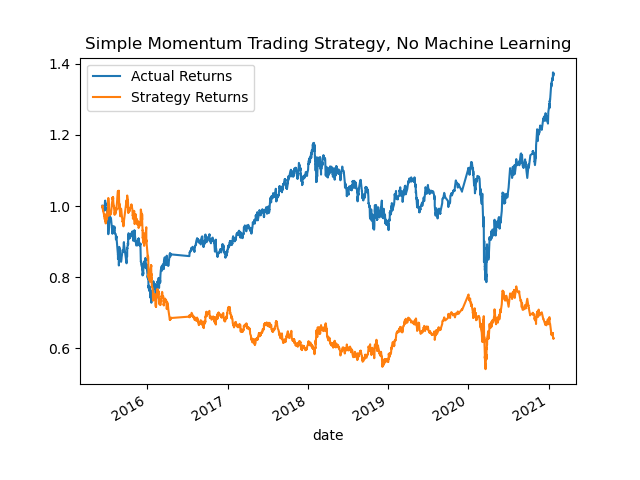 Simple Momentum Trading Strategy, No Machine Learning
Actual Returns
Strategy Returns
1.4
1.2
1.0
0.8
0.6
2016
2017
2018
2019
2020
2021
date